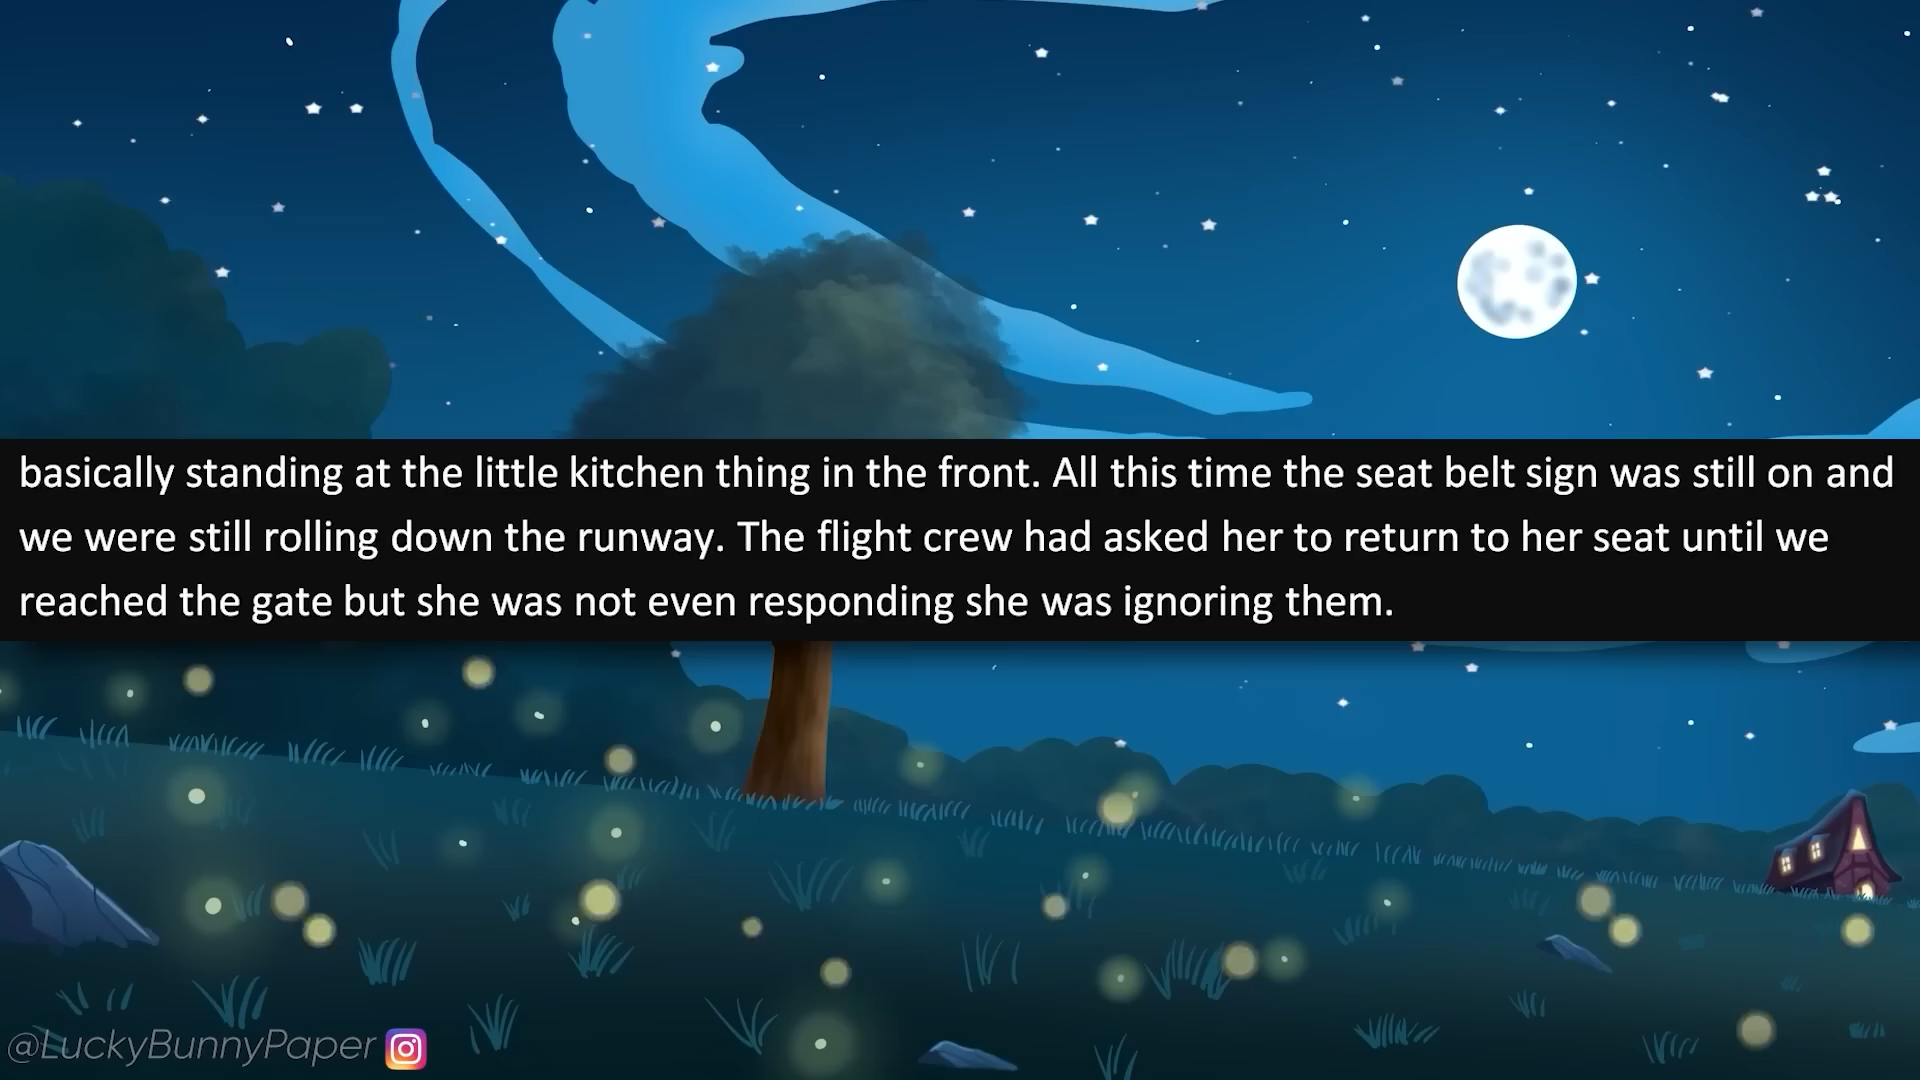 basically standing at the little kitchen thing in the front. All this time the seat belt sign was still on and
we were still rolling down the runway. The flight crew had asked her to return to her seat until we
reached the gate but she was not even responding she was ignoring them.
@LuckyBunnyPaper